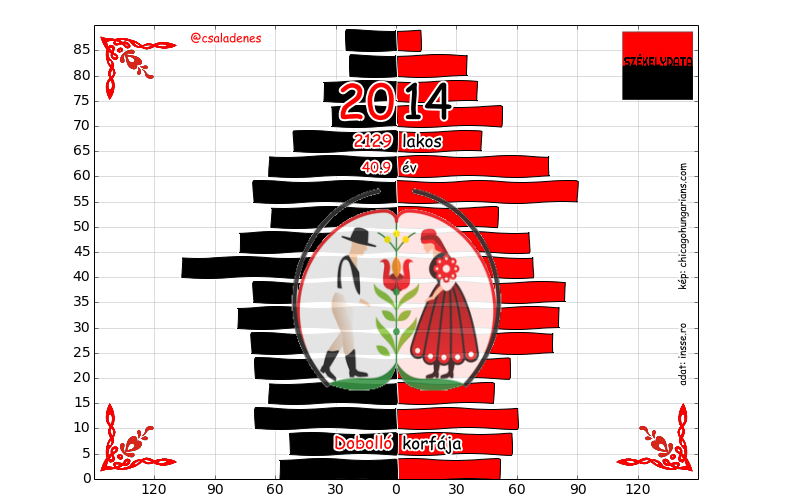 @csaladenes
SZÉKELYDATA
2014
2129 lakos
40.9 év
kép: chicagohungarians.com
adat: insse.ro
Dobolló korfája
85
80
75
70
65
60
55
50
45
40
35
30
25
20
15
10
5
0
120 90 60 30 0 30 60 90 120